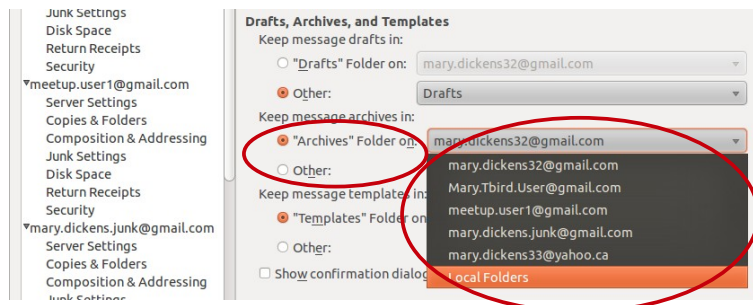 Junk Settings
Disk Space
Return Receipts
Security
meetup.user1@gmail.com
Server Settings
Copies & Folders
Composition & Addressing
Junk Settings
Disk Space
Return Receipts
Security
mary.dickens.junk@gmail.com
Server Settings
Copies & Folders
Composition & Addressing
Junk Settings
Drafts, Archives, and Templates
Keep message drafts in:
"Drafts" Folder on: mary.dickens32@gmail.com
Other: Drafts
Keep message archives in:
"Archives" Folder on: mary.dickens32@gmail.com
Other:
Keep message templates in:
"Templates" Folder on
Other:
Show confirmation dialog
mary.dickens32@gmail.com
Mary.Tbird.User@gmail.com
meetup.user1@gmail.com
mary.dickens.junk@gmail.com
mary.dickens33@yahoo.ca
Local Folders